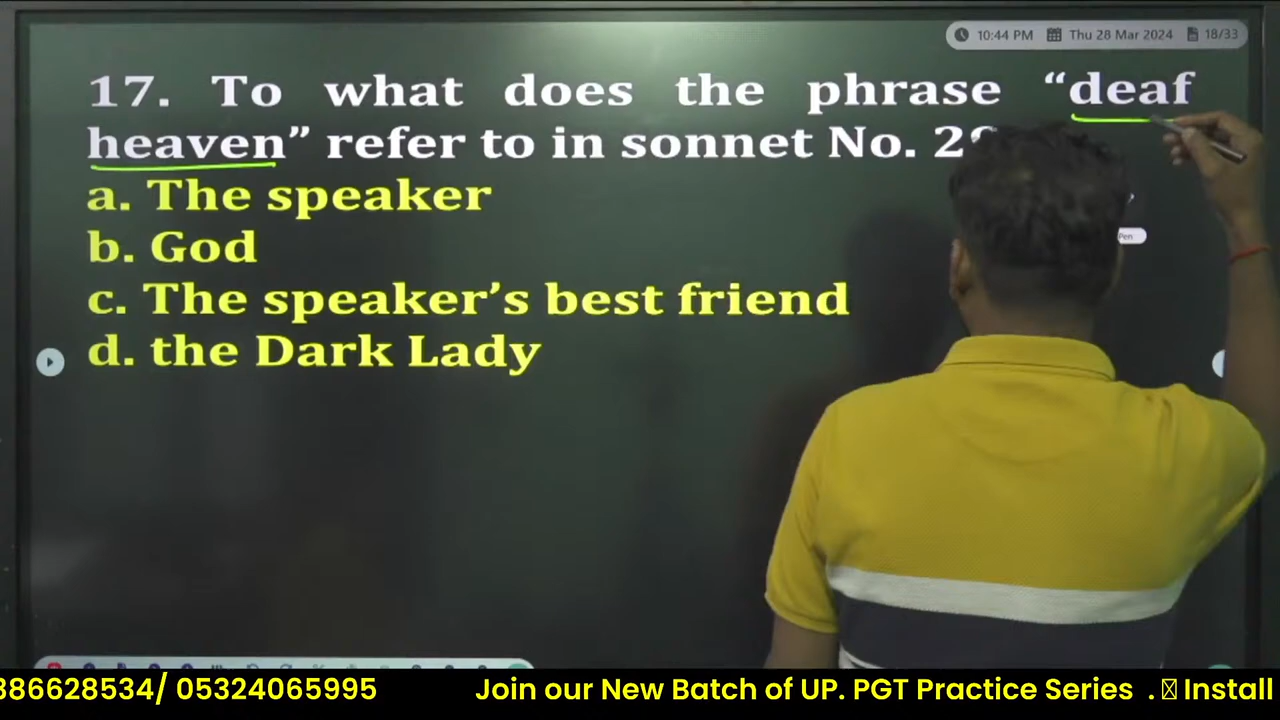 10:44 PM Thu 28 Mar 2024 18/33
17. To what does the phrase “deaf
heaven” refer to in sonnet No.
a. The speaker
b. God
Pen
c. The speaker’s best friend
d. the Dark Lady
386628534/ 05324065995 Join our New Batch of UP. PGT Practice Series . Install